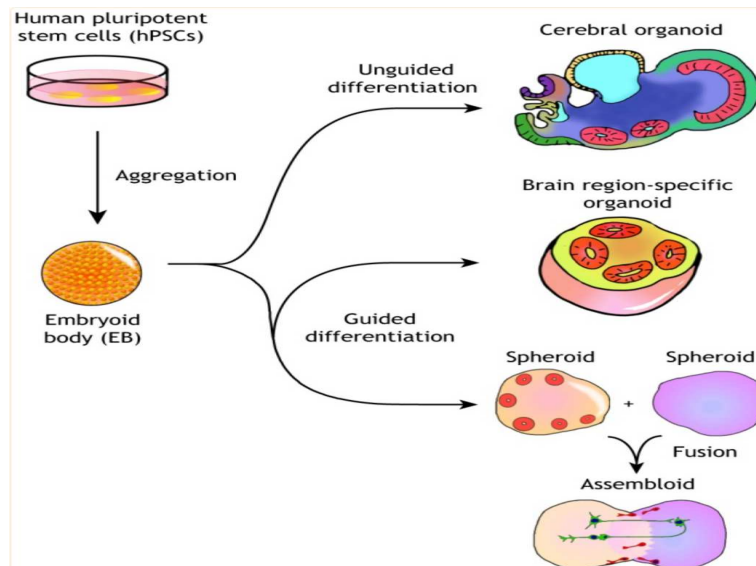 Human pluripotent
stem cells (hPSCs)
Aggregation
Embryoid
body (EB)
Unguided
differentiation
Guided
differentiation
Cerebral organoid
Brain region-specific
organoid
Spheroid
Spheroid
+
Fusion
Assembloid